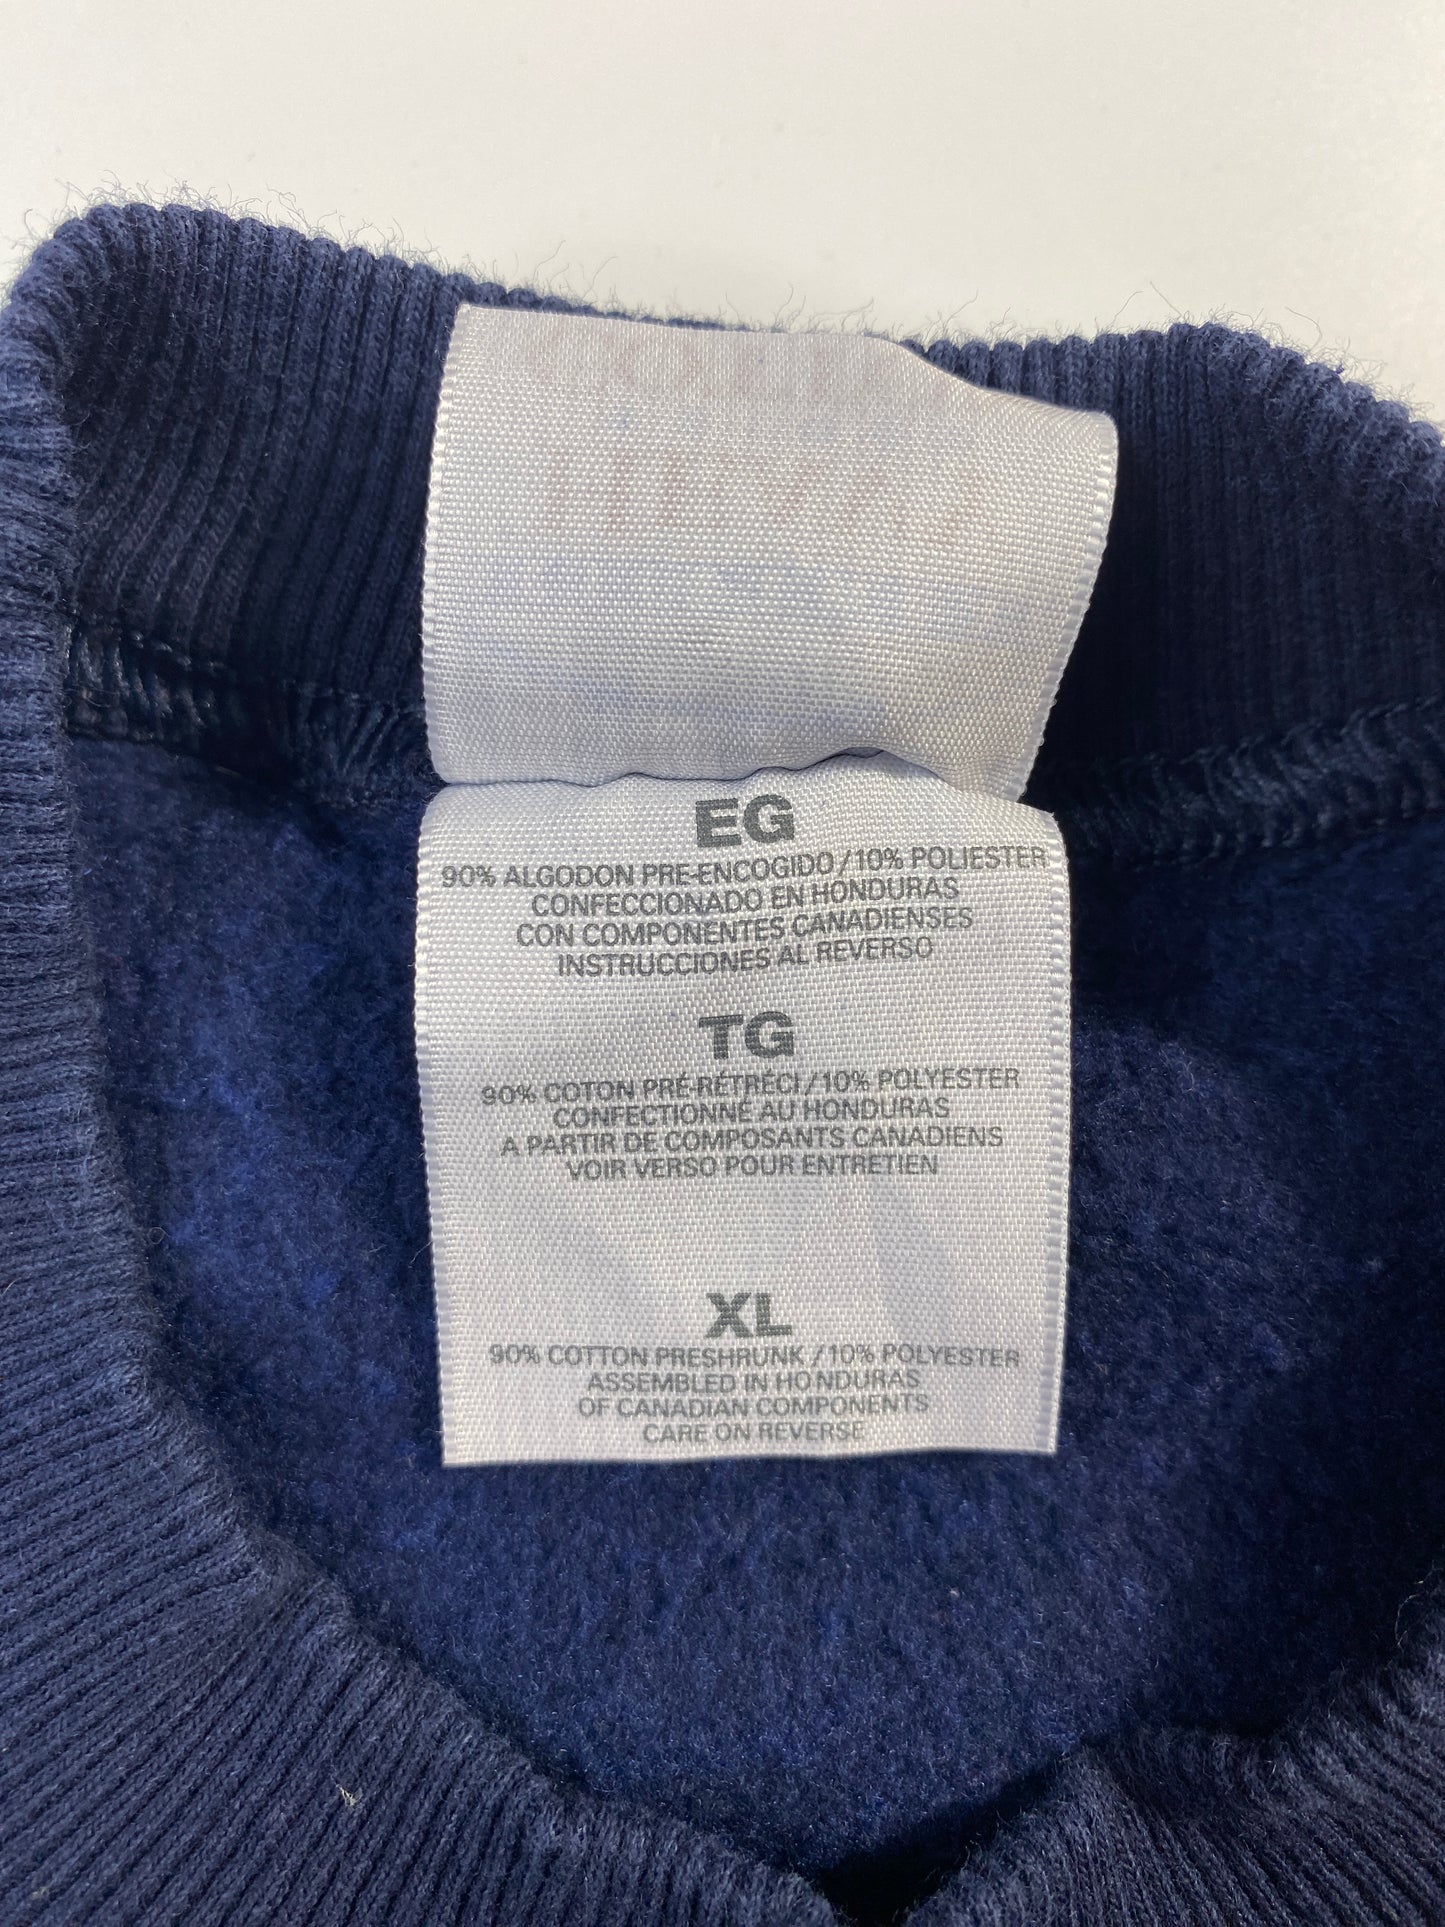 EG
90% ALGODON PRE-ENCOGIDO/10% POLIESTER
CONFECCIONADO EN HONDURAS
CON COMPONENTES CANADIENSES
INSTRUCCIONES AL REVERSO
TG
90% COTON PRÉ-RÉTRÉCI/10% POLYESTER
CONFECTIONNÉ AU HONDURAS
A PARTIR DE COMPOSANTS CANADIENS
VOIR VERSO POUR ENTRETIEN
XL
90% COTTON PRESHRUNK/10% POLYESTER
ASSEMBLED IN HONDURAS
OF CANADIAN COMPONENTS
CARE ON REVERSE